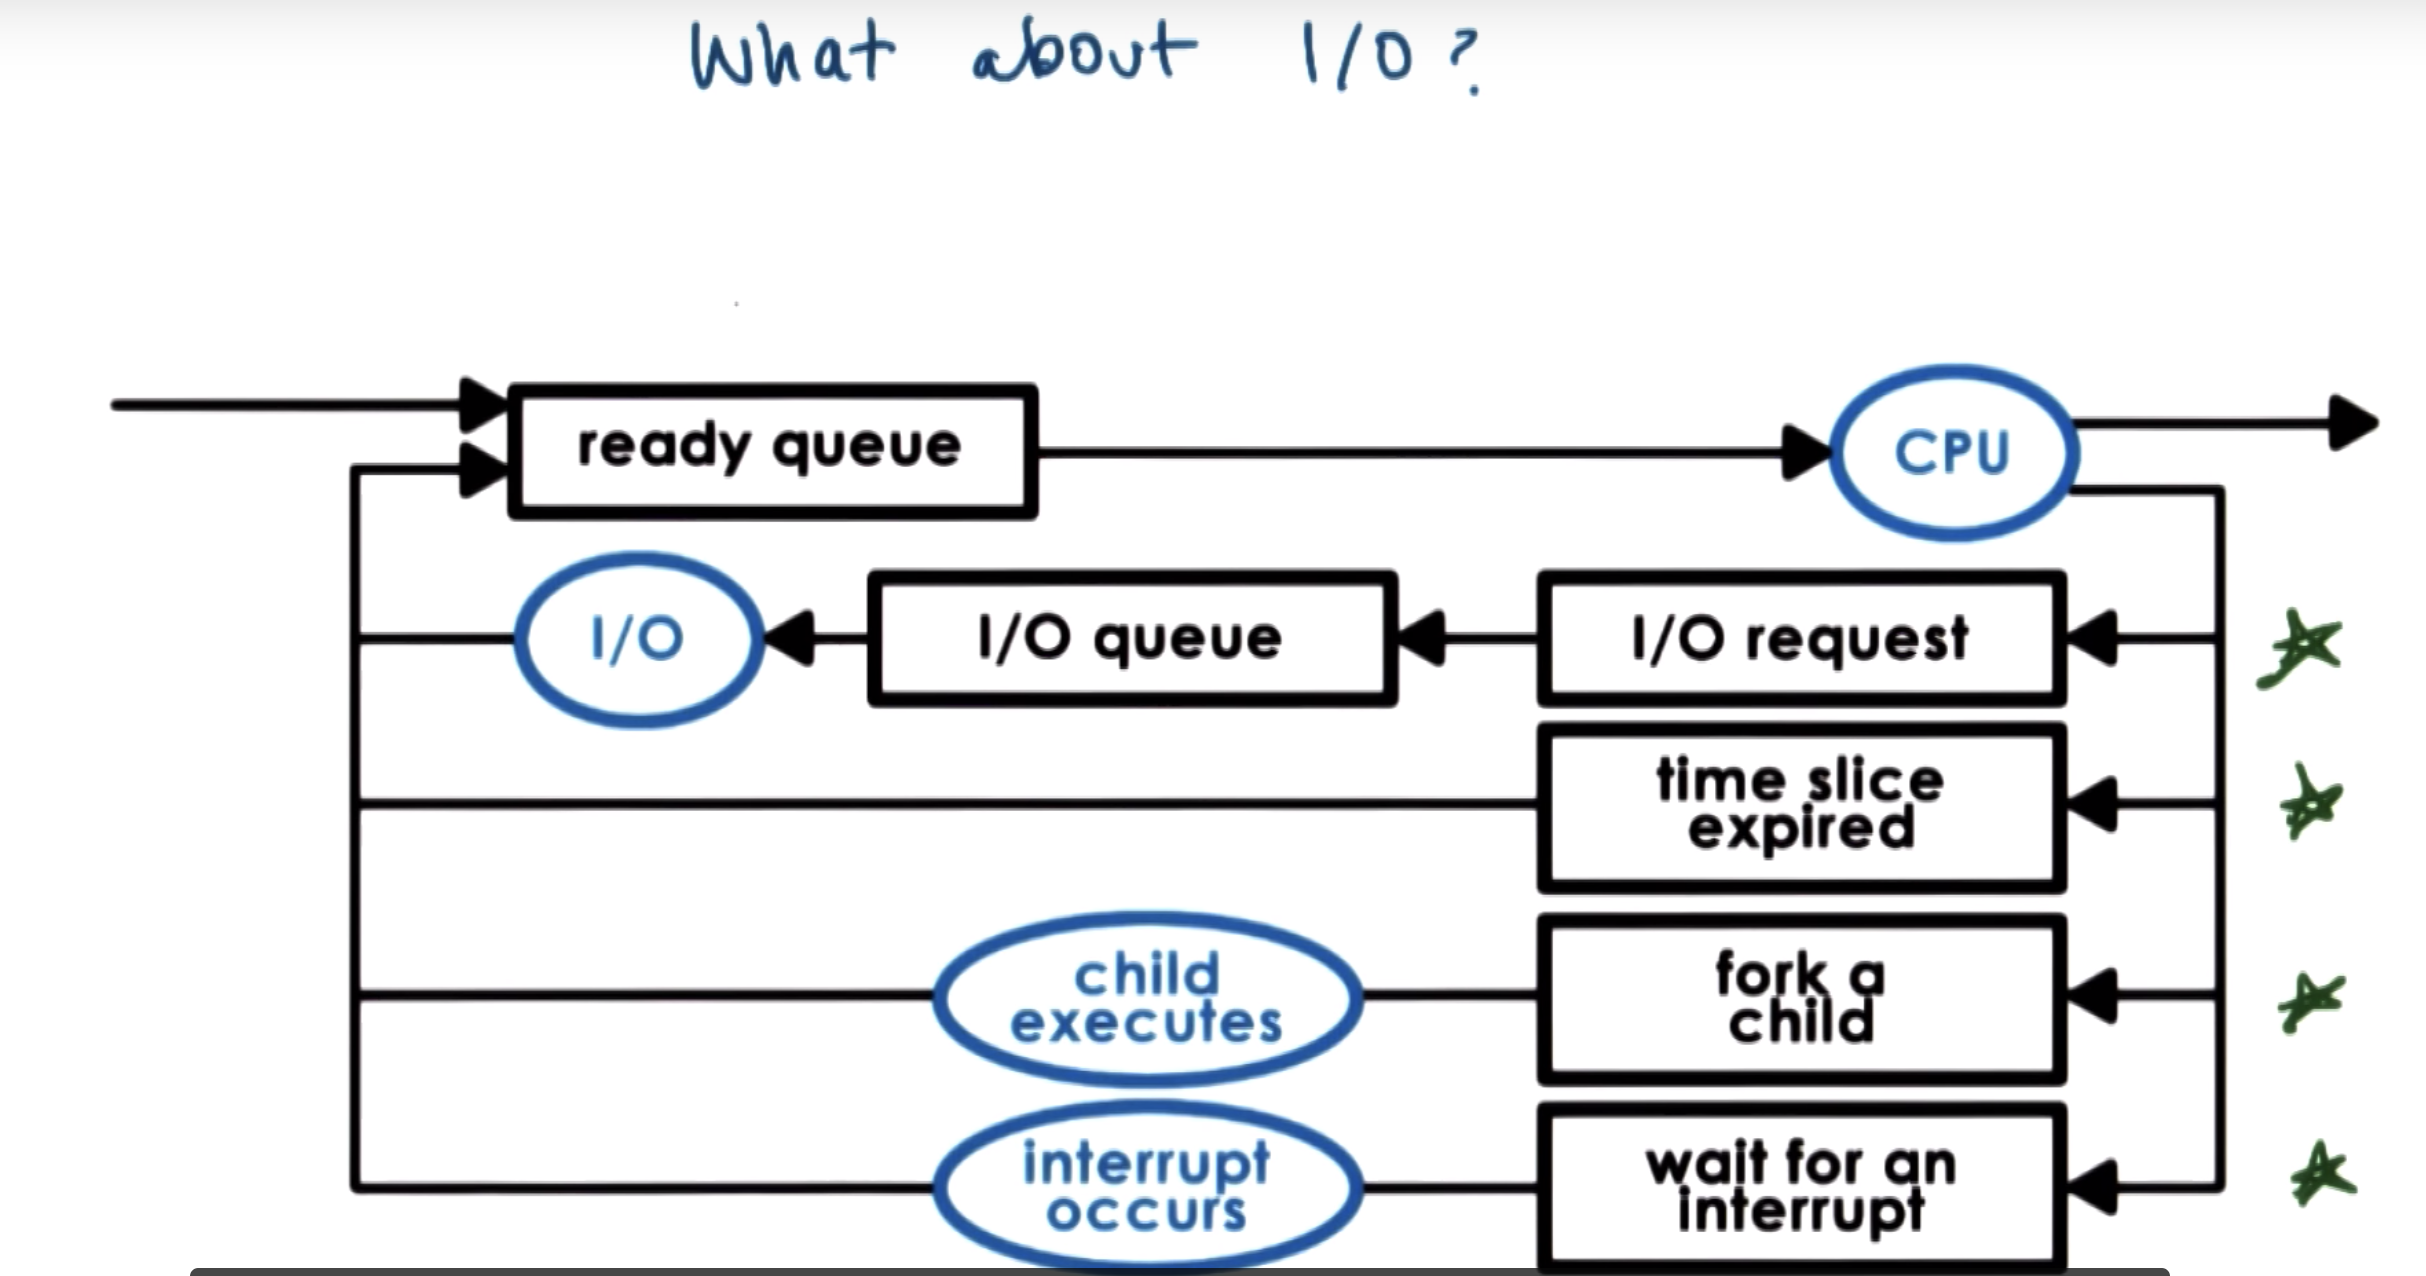 What about I/O?
ready queue
CPU
I/O
I/O queue
I/O request
time slice
expired
child
executes
fork a
child
interrupt
occurs
wait for an
interrupt